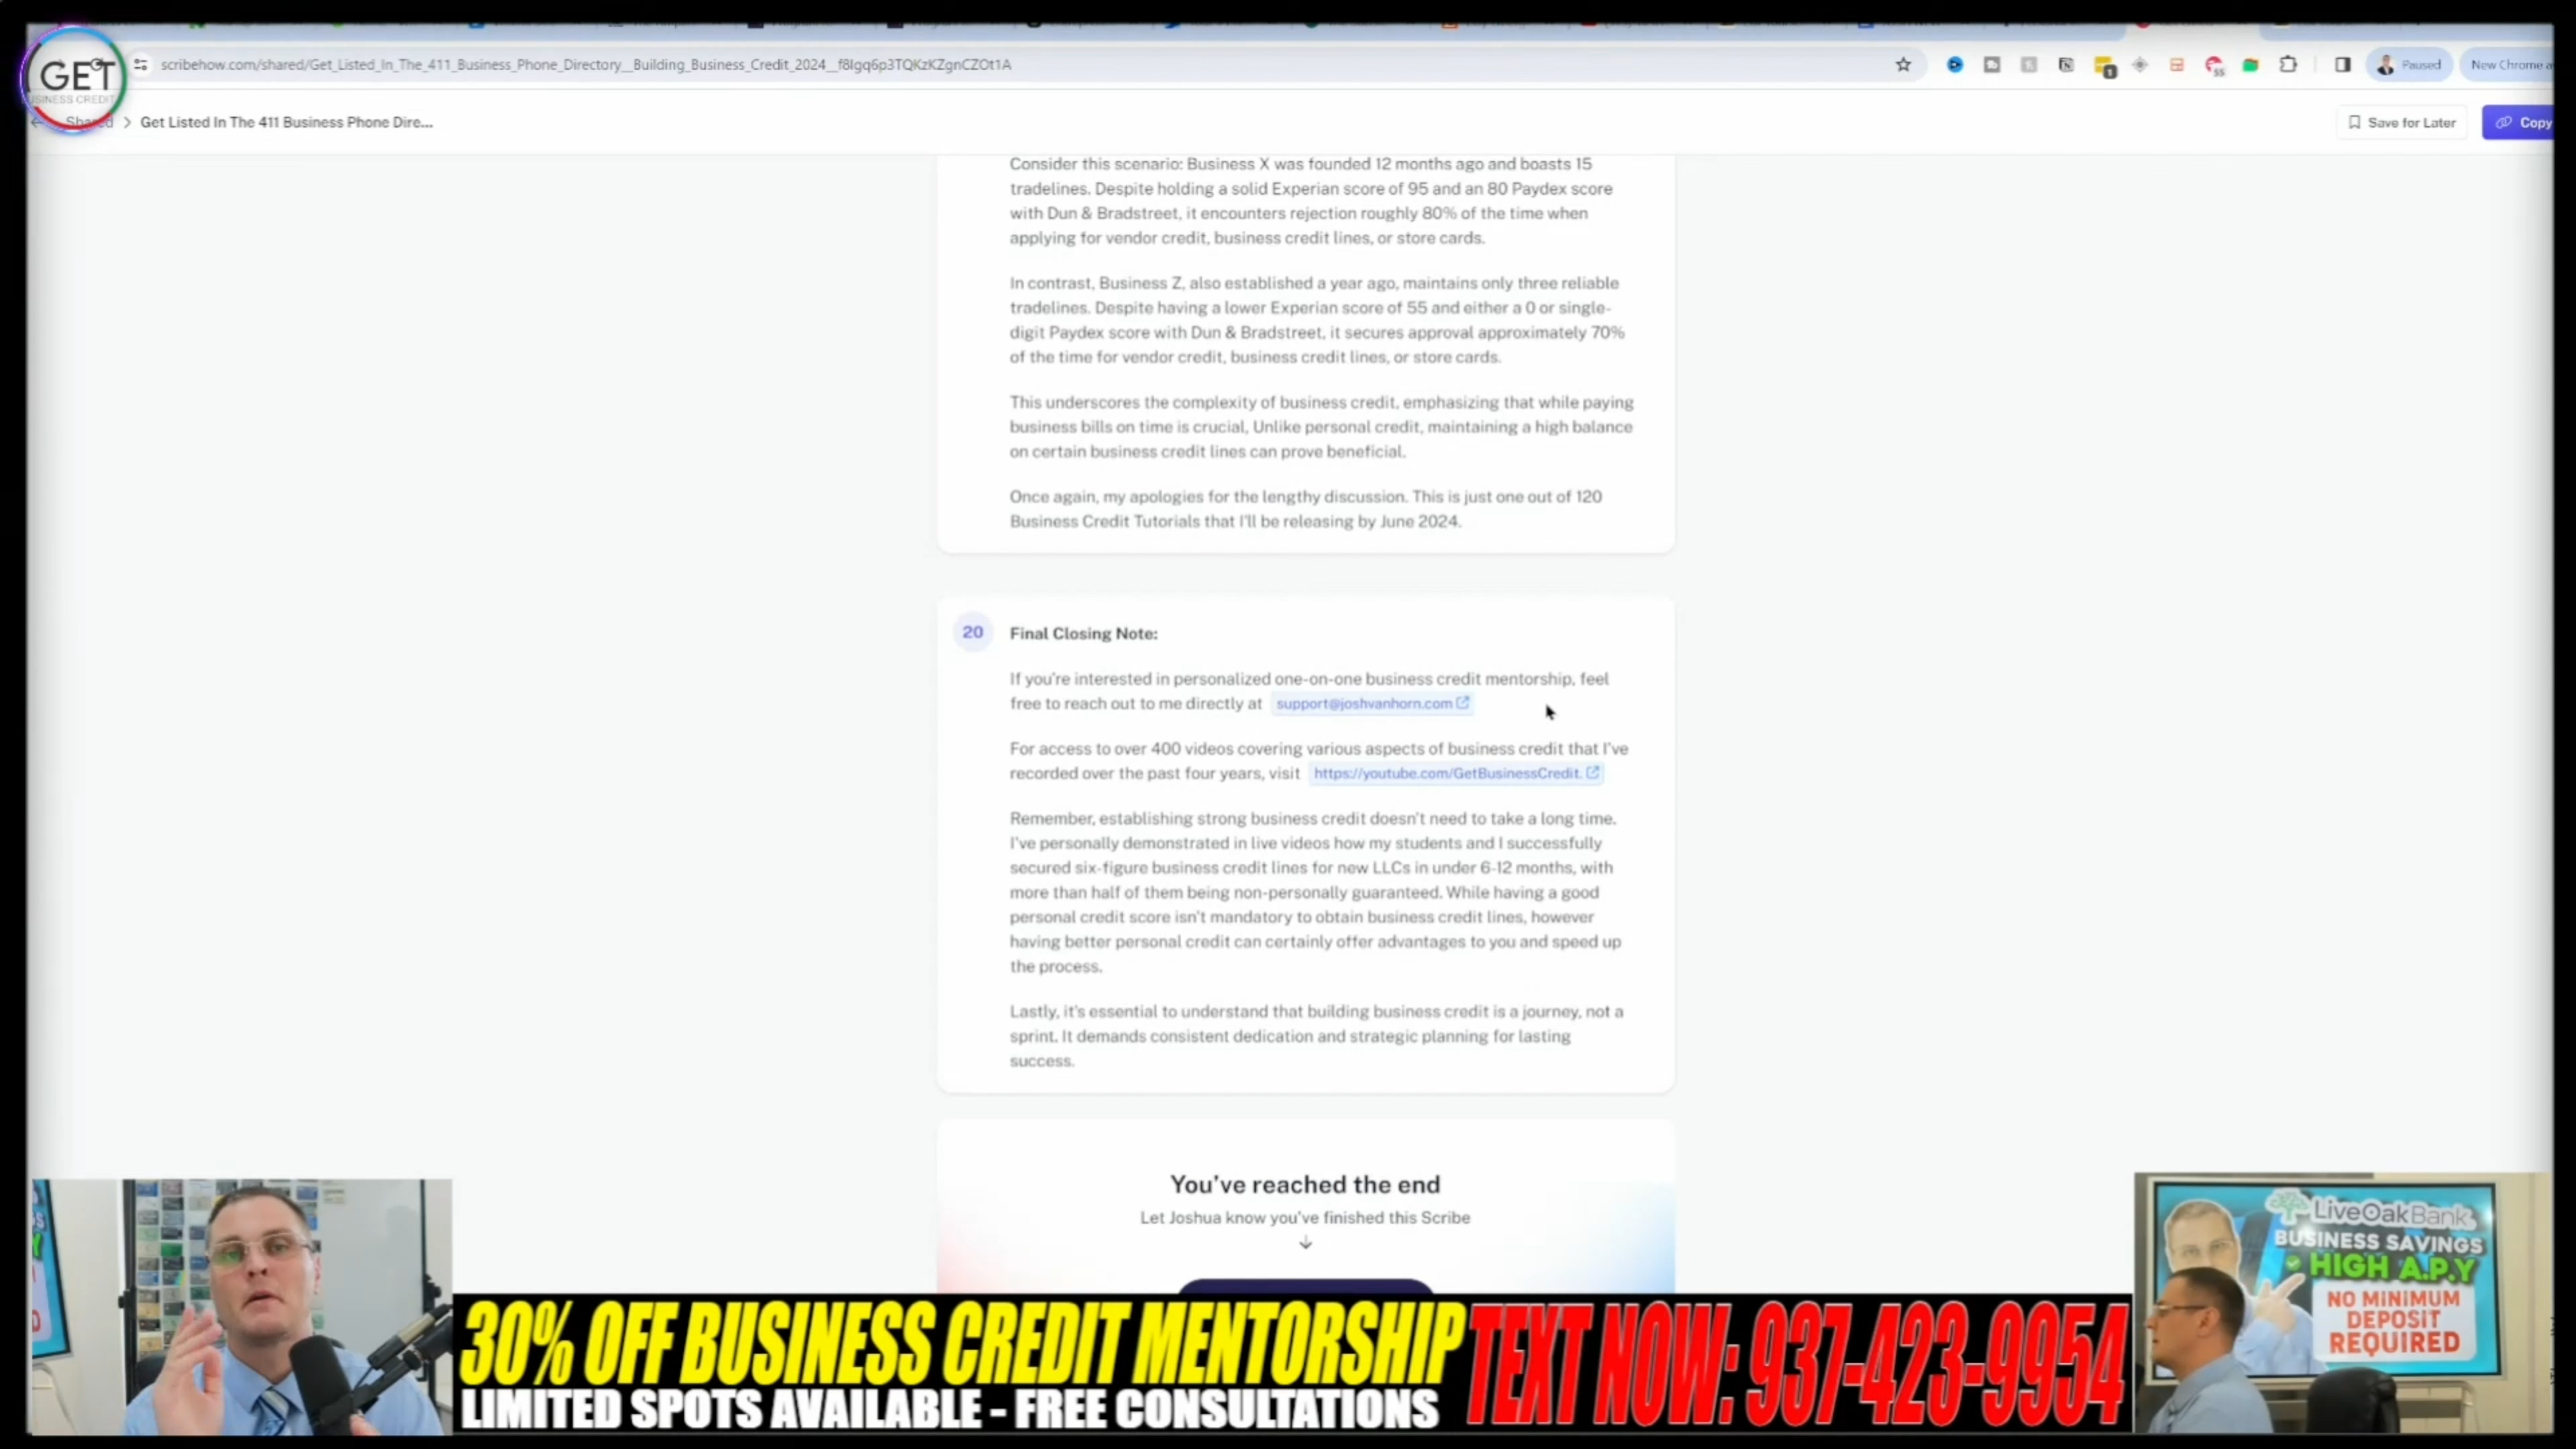 GET
BUSINESS CREDIT
scribehow.com/shared/Get_Listed_In_The_411_Business_Phone_Directory__Building_Business_Credit_2024__f8Igq6p3TQKzKZgnCZOt1A
Paused
New Chrome a
Shared > Get Listed In The 411 Business Phone Dire...
Save for Later
Copy
Consider this scenario: Business X was founded 12 months ago and boasts 15
tradelines. Despite holding a solid Experian score of 95 and an 80 Paydex score
with Dun & Bradstreet, it encounters rejection roughly 80% of the time when
applying for vendor credit, business credit lines, or store cards.
In contrast, Business Z, also established a year ago, maintains only three reliable
tradelines. Despite having a lower Experian score of 55 and either a 0 or single-
digit Paydex score with Dun & Bradstreet, it secures approval approximately 70%
of the time for vendor credit, business credit lines, or store cards.
This underscores the complexity of business credit, emphasizing that while paying
business bills on time is crucial, Unlike personal credit, maintaining a high balance
on certain business credit lines can prove beneficial.
Once again, my apologies for the lengthy discussion. This is just one out of 120
Business Credit Tutorials that I'll be releasing by June 2024.
20 Final Closing Note:
If you're interested in personalized one-on-one business credit mentorship, feel
free to reach out to me directly at support@joshvanhorn.com
For access to over 400 videos covering various aspects of business credit that I've
recorded over the past four years, visit https://youtube.com/GetBusinessCredit.
Remember, establishing strong business credit doesn't need to take a long time.
I've personally demonstrated in live videos how my students and I successfully
secured six-figure business credit lines for new LLCs in under 6-12 months, with
more than half of them being non-personally guaranteed. While having a good
personal credit score isn't mandatory to obtain business credit lines, however
having better personal credit can certainly offer advantages to you and speed up
the process.
Lastly, it's essential to understand that building business credit is a journey, not a
sprint. It demands consistent dedication and strategic planning for lasting
success.
You've reached the end
Let Joshua know you've finished this Scribe
30% OFF BUSINESS CREDIT MENTORSHIP
LIMITED SPOTS AVAILABLE - FREE CONSULTATIONS
TEXT NOW: 937-423-9954
LiveOakBank
BUSINESS SAVINGS
HIGH A.P.Y
NO MINIMUM
DEPOSIT
REQUIRED